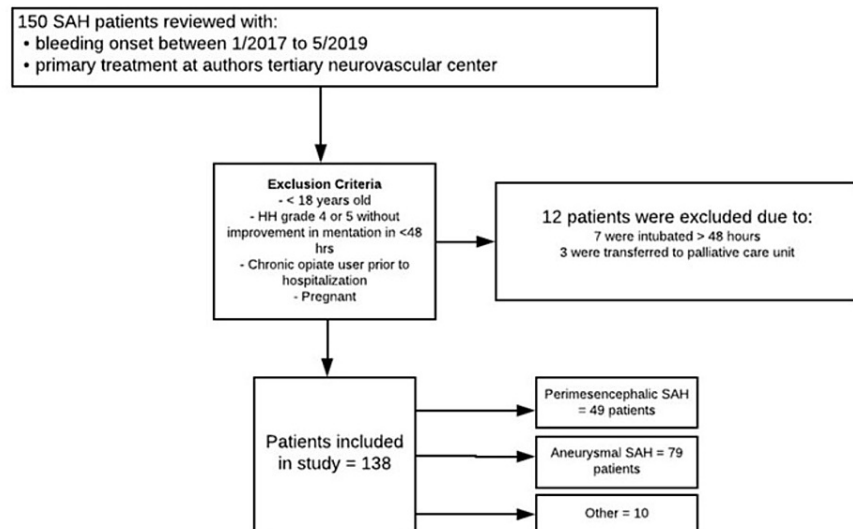 150 SAH patients reviewed with:
• bleeding onset between 1/2017 to 5/2019
• primary treatment at authors tertiary neurovascular center
Exclusion Criteria
- < 18 years old
- HH grade 4 or 5 without
improvement in mentation in <48
hrs
- Chronic opiate user prior to
hospitalization
- Pregnant
12 patients were excluded due to:
7 were intubated > 48 hours
3 were transferred to palliative care unit
Patients included
in study = 138
Perimesencephalic SAH
= 49 patients
Aneurysmal SAH = 79
patients
Other = 10